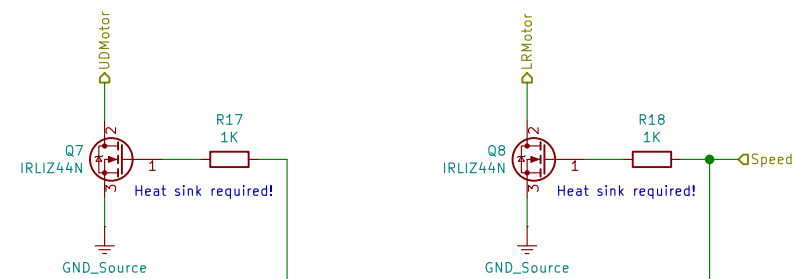 UDMotor
LRMotor
Q7
IRLIZ44N
2
1
3
R17
1K
Heat sink required!
GND_Source
Q8
IRLIZ44N
2
1
3
R18
1K
Speed
Heat sink required!
GND_Source